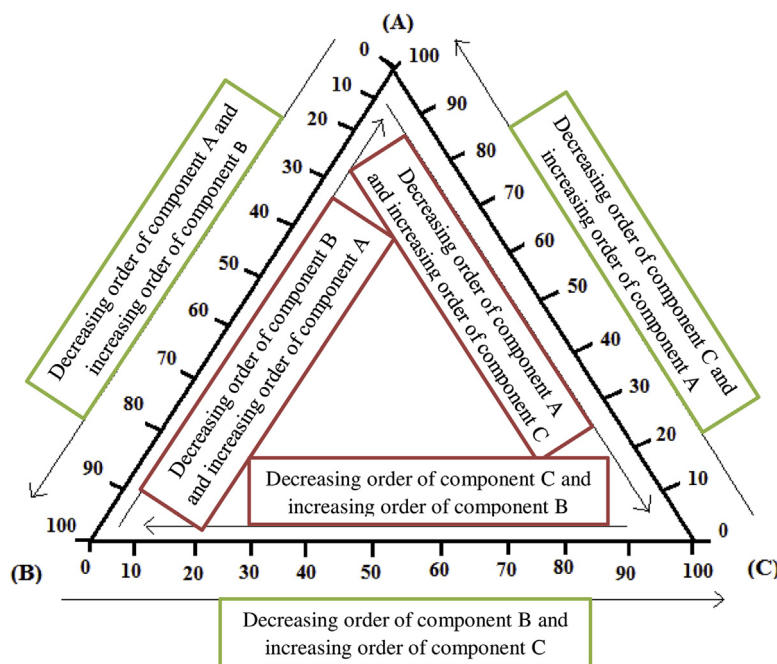 (A)
0
100
10
90
20
80
30
70
40
60
50
50
60
40
70
30
80
20
90
10
100
0
(B)
(C)
0
10
20
30
40
50
60
70
80
90
100
Decreasing order of component A and
increasing order of component B
Decreasing order of component C and
increasing order of component A
Decreasing order of component B
and increasing order of component A
Decreasing order of component A
and increasing order of component C
Decreasing order of component C and
increasing order of component B
Decreasing order of component B and
increasing order of component C